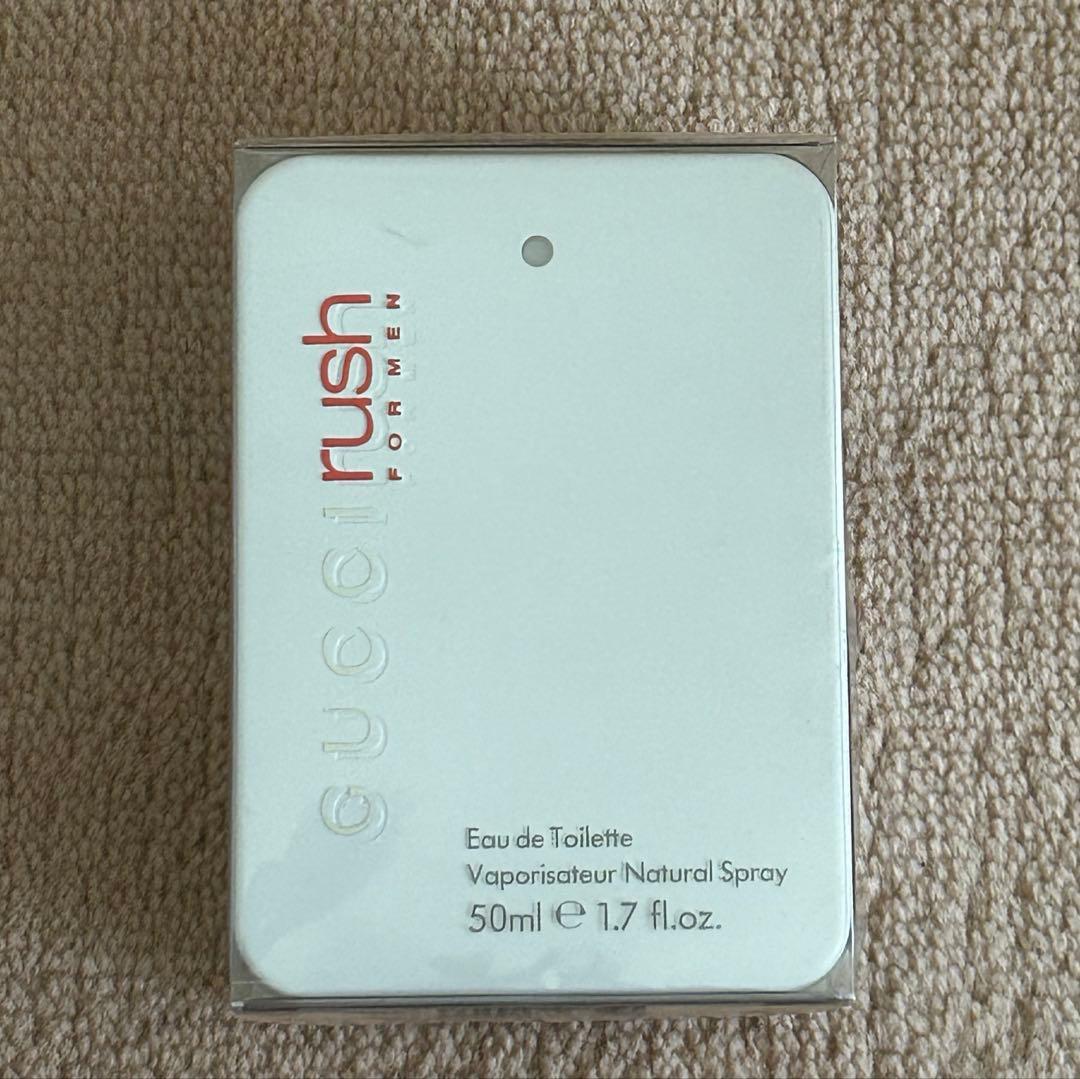 GUCCI rush
FOR MEN
Eau de Toilette
Vaporisateur Natural Spray
50ml ℮ 1.7 fl.oz.